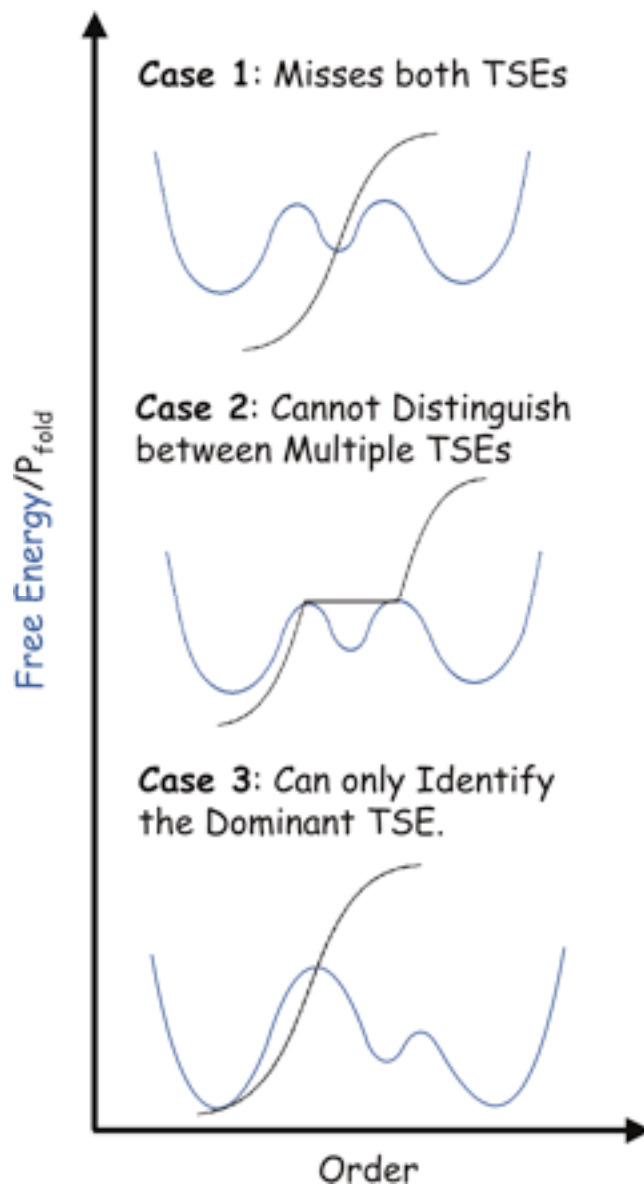 Case 1: Misses both TSEs
Case 2: Cannot Distinguish
between Multiple TSEs
Case 3: Can only Identify
the Dominant TSE.
Free Energy/Pfold
Order